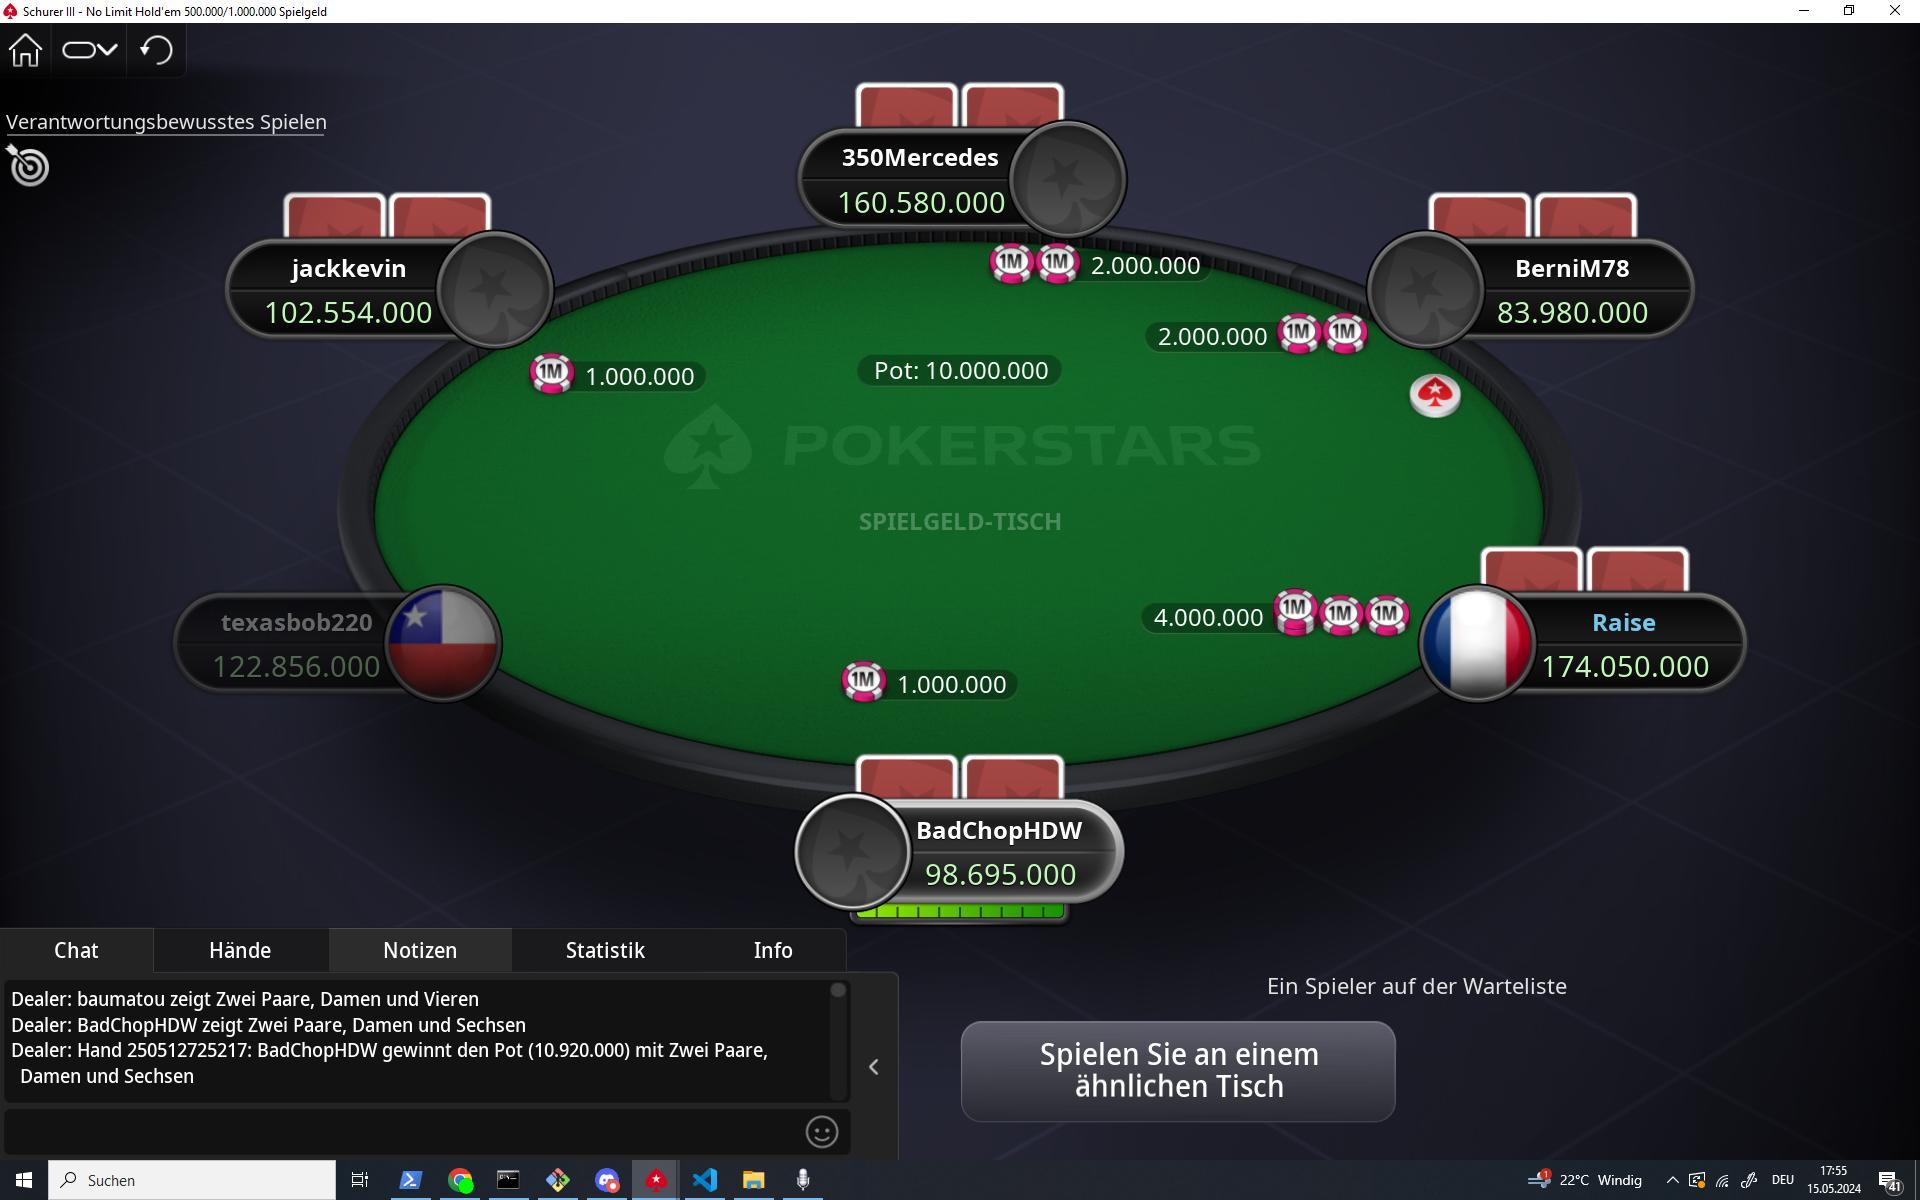 Schurer III - No Limit Hold'em 500.000/1.000.000 Spielgeld
Verantwortungsbewusstes Spielen
350Mercedes
160.580.000
jackkevin
102.554.000
BerniM78
83.980.000
1M 1M 2.000.000
2.000.000 1M 1M
1M 1.000.000
Pot: 10.000.000
POKERSTARS
SPIELGELD-TISCH
texasbob220
122.856.000
4.000.000 1M 1M 1M
Raise
174.050.000
1M 1.000.000
BadChopHDW
98.695.000
Chat Hände Notizen Statistik Info
Dealer: baumatou zeigt Zwei Paare, Damen und Vieren
Dealer: BadChopHDW zeigt Zwei Paare, Damen und Sechsen
Dealer: Hand 250512725217: BadChopHDW gewinnt den Pot (10.920.000) mit Zwei Paare,
Damen und Sechsen
Ein Spieler auf der Warteliste
Spielen Sie an einem
ähnlichen Tisch
Suchen
1
22°C Windig
DEU
17:55
15.05.2024
41